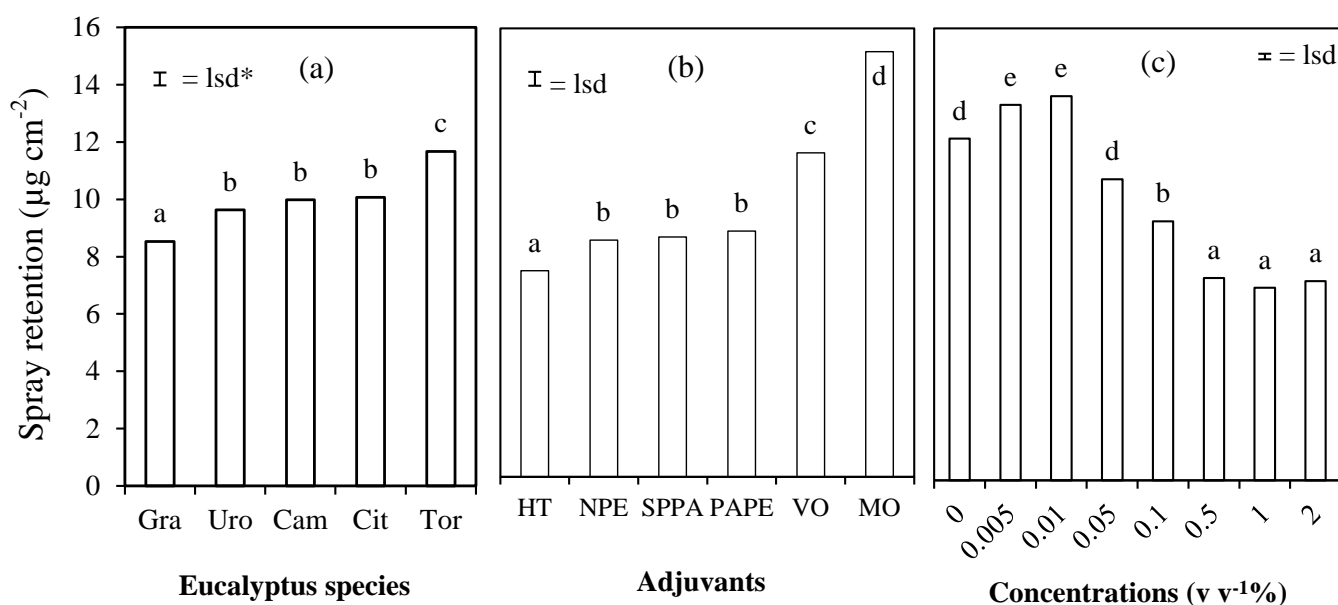 Spray retention (µg cm-2)
16
14
12
10
8
6
4
2
0
= lsd*
(a)
a
b
b
b
c
Gra
Uro
Cam
Cit
Tor
Eucalyptus species
= lsd
(b)
a
b
b
b
c
d
HT
NPE
SPPA
PAPE
VO
MO
Adjuvants
(c)
= lsd
d
e
e
d
b
a
a
a
0
0.005
0.01
0.05
0.1
0.5
1
2
Concentrations (v v-1%)